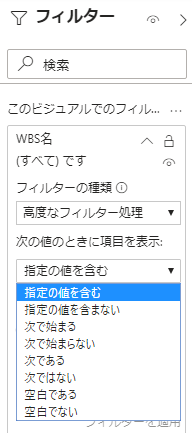 フィルター
検索
このビジュアルでのフィル... ...
WBS名
(すべて) です
フィルターの種類
高度なフィルター処理
次の値のときに項目を表示:
指定の値を含む
指定の値を含む
指定の値を含まない
次で始まる
次で始まらない
次である
次ではない
空白である
空白でない
フィルターを適用